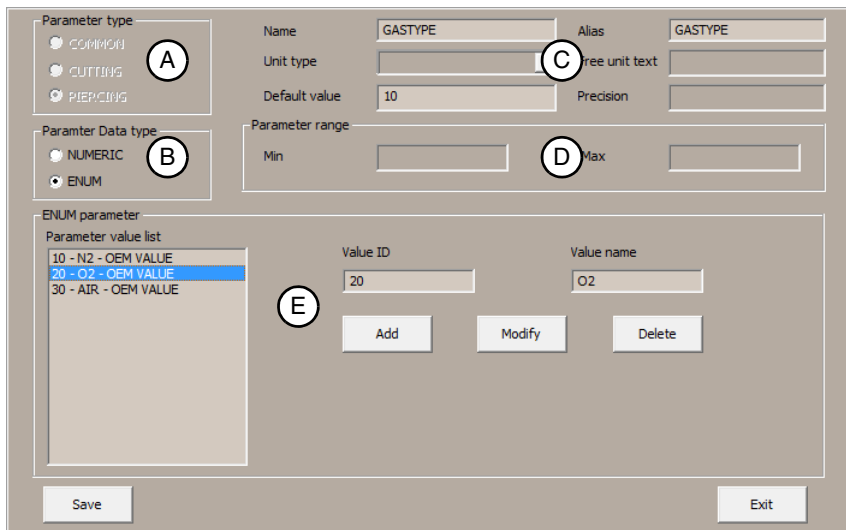 Parameter type
COMMON
CUTTING
PIERCING
A
Name GASTYPE Alias GASTYPE
Unit type C Free unit text
Default value 10 Precision
Paramter Data type
NUMERIC
ENUM
B
Parameter range
Min D Max
ENUM parameter
Parameter value list
10 - N2 - OEM VALUE
20 - O2 - OEM VALUE
30 - AIR - OEM VALUE
E
Value ID Value name
20 O2
Add Modify Delete
Save Exit